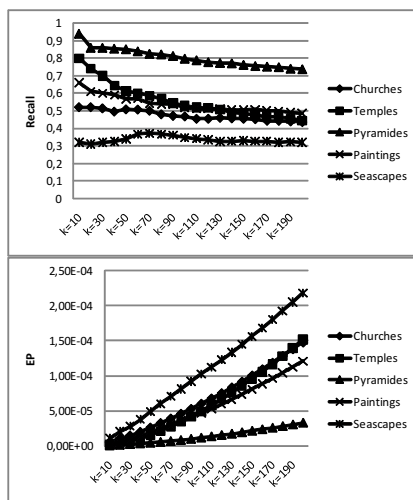 1
0,9
0,8
0,7
0,6
0,5
0,4
0,3
0,2
0,1
0
Recall
k=10
k=30
k=50
k=70
k=90
k=110
k=130
k=150
k=170
k=190
Churches
Temples
Pyramides
Paintings
Seascapes
2,50E-04
2,00E-04
1,50E-04
1,00E-04
5,00E-05
0,00E+00
EP
k=10
k=30
k=50
k=70
k=90
k=110
k=130
k=150
k=170
k=190
Churches
Temples
Pyramides
Paintings
Seascapes